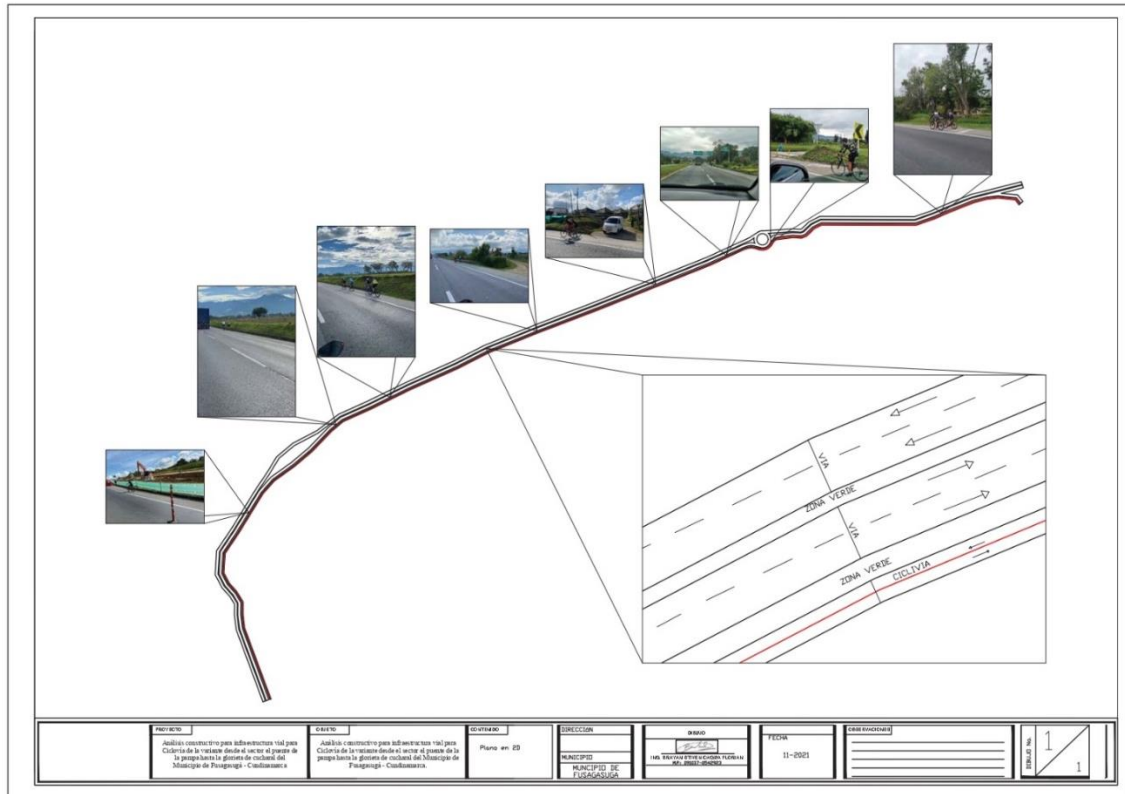 VIA
ZONA VERDE
VIA
ZONA VERDE
CICLIVIA
PROYECTO
Análisis constructivo para infraestructura vial para
Ciclovía de la variante desde el sector el puente de
la pampa hasta la glorieta de cucharal del
Municipio de Fusagasugá - Cundinamarca
OBJETO
Análisis constructivo para infraestructura vial para
Ciclovía de la variante desde el sector el puente de
la pampa hasta la glorieta de cucharal del Municipio de
Fusagasugá - Cundinamarca.
CONTENIDO
Plano en 2D
DIRECCION
MUNICIPIO
MUNCIPIO DE
FUSAGASUGA
DIBUJO
FECHA
11-2021
OBSERVACIONES
DIBUJO No.
1
1